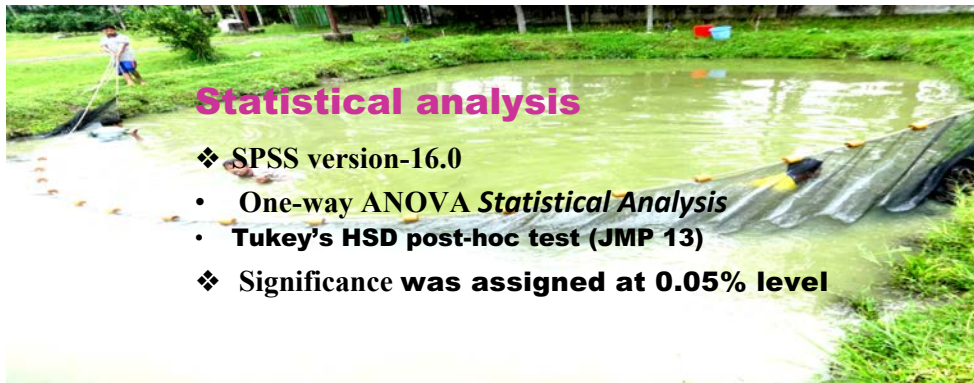 Statistical analysis
❖ SPSS version-16.0
• One-way ANOVA Statistical Analysis
• Tukey's HSD post-hoc test (JMP 13)
❖ Significance was assigned at 0.05% level